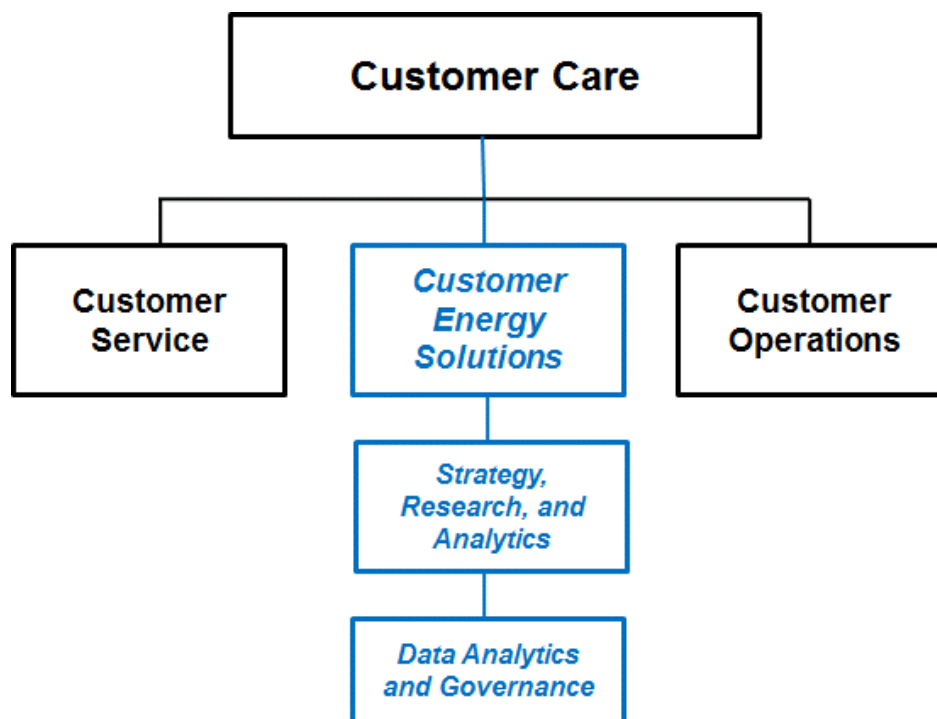 Customer Care
Customer
Service
Customer
Energy
Solutions
Customer
Operations
Strategy,
Research, and
Analytics
Data Analytics
and Governance